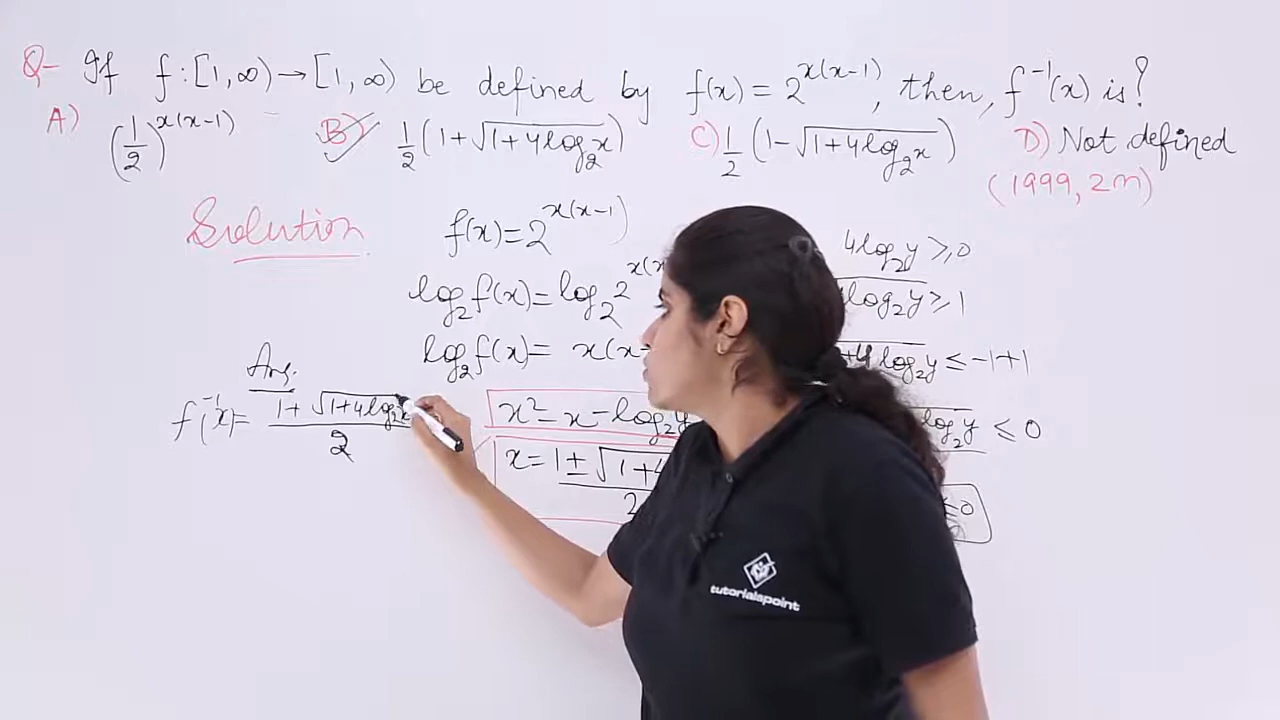 Q- If f:[1,∞)→[1,∞) be defined by f(x)=2^{x(x-1)}, then, f^{-1}(x) is?
A) (1/2)^{x(x-1)} B) 1/2(1+√(1+4log₂x)) C) 1/2(1-√(1+4log₂x)) D) Not defined
(1999, 2m)
Solution
f(x)=2^{x(x-1)}
log₂f(x)=log₂2^{x(x
log₂f(x)= x(x-
x²-x-log₂y
x=1±√(1+4
2
4log₂y≥0
log₂y≥1
+4log₂y≤-1+1
log₂y≤0
≤0
Ans.
f(^{-1}x)= (1+√(1+4log₂x
2
tutorialspoint